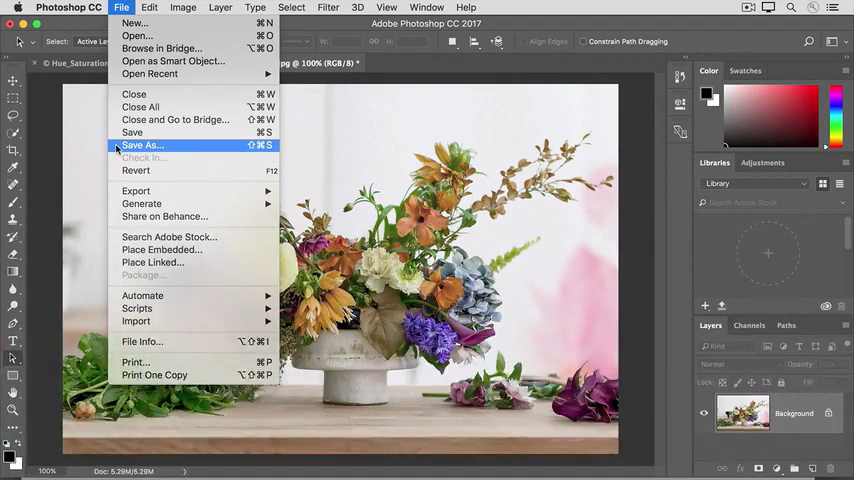 Photoshop CC File Edit Image Layer Type Select Filter 3D View Window Help
Adobe Photoshop CC 2017
Select: Active Lay W: H: Align Edges Constrain Path Dragging
× © Hue_Saturation jpg @ 100% (RGB/8*) *
New... ⌘N
Open... ⌘O
Browse in Bridge... ⌥⌘O
Open as Smart Object...
Open Recent
Close ⌘W
Close All ⌥⌘W
Close and Go to Bridge... ⇧⌘W
Save ⌘S
Save As... ⇧⌘S
Check In...
Revert F12
Export
Generate
Share on Behance...
Search Adobe Stock...
Place Embedded...
Place Linked...
Package...
Automate
Scripts
Import
File Info... ⌥⇧⌘I
Print... ⌘P
Print One Copy ⌥⇧⌘P
Color Swatches
Libraries Adjustments
Library
Search Adobe Stock
Layers Channels Paths
Kind
Normal Opacity:
Lock: Fill:
Background
100% Doc: 5.29M/5.29M